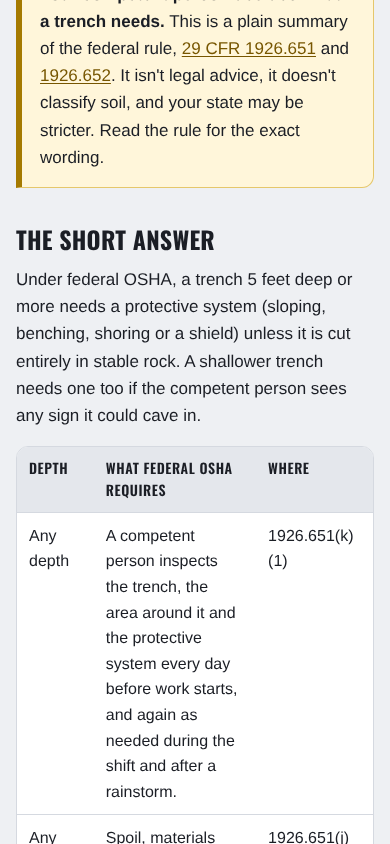 a trench needs. This is a plain summary
of the federal rule, 29 CFR 1926.651 and
1926.652. It isn't legal advice, it doesn't
classify soil, and your state may be
stricter. Read the rule for the exact
wording.
THE SHORT ANSWER
Under federal OSHA, a trench 5 feet deep or
more needs a protective system (sloping,
benching, shoring or a shield) unless it is cut
entirely in stable rock. A shallower trench
needs one too if the competent person sees
any sign it could cave in.
DEPTH
WHAT FEDERAL OSHA
REQUIRES
WHERE
Any
depth
A competent
person inspects
the trench, the
area around it and
the protective
system every day
before work starts,
and again as
needed during the
shift and after a
rainstorm.
1926.651(k)
(1)
Any
Spoil, materials
1926.651(j)